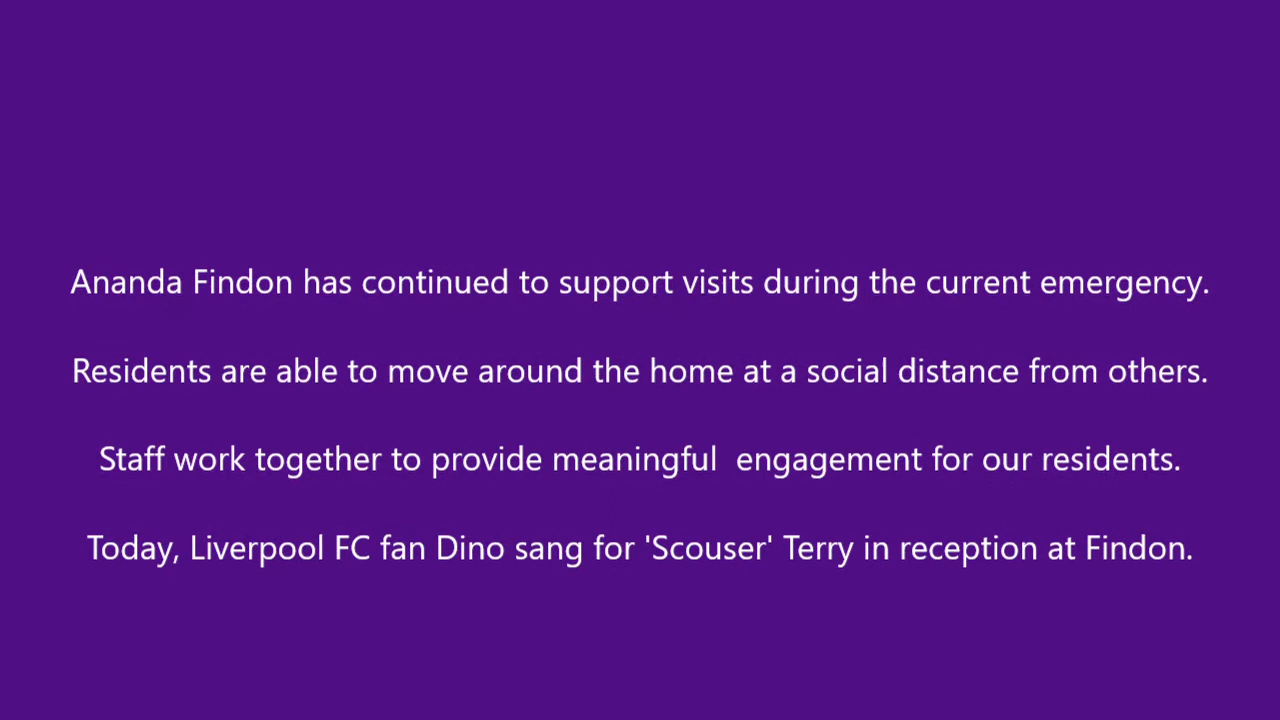 Ananda Findon has continued to support visits during the current emergency.
Residents are able to move around the home at a social distance from others.
Staff work together to provide meaningful  engagement for our residents.
Today, Liverpool FC fan Dino sang for 'Scouser' Terry in reception at Findon.